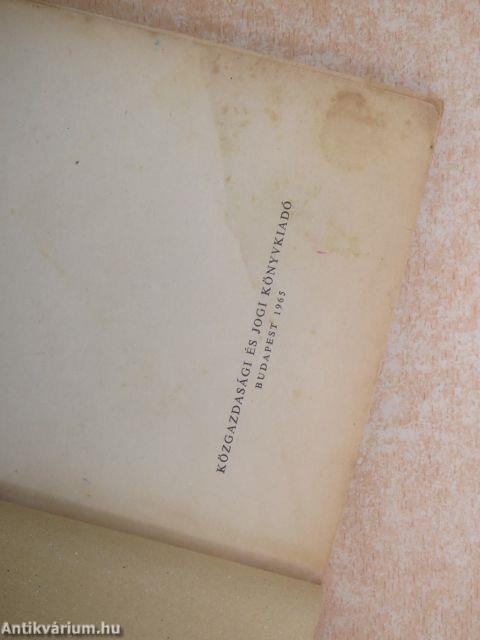 KÖZGAZDASÁGI ÉS JOGI KÖNYVKIADÓ
BUDAPEST 1965
Antikvárium.hu